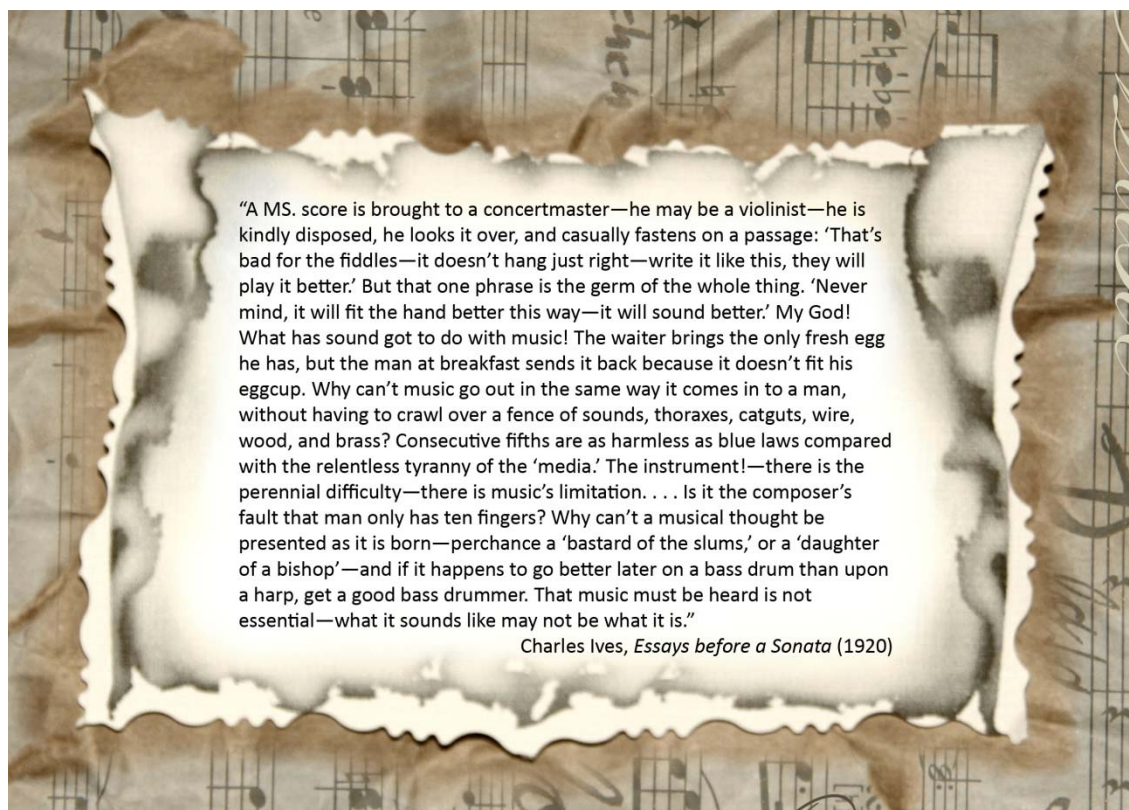 “A MS. score is brought to a concertmaster—he may be a violinist—he is
kindly disposed, he looks it over, and casually fastens on a passage: ‘That’s
bad for the fiddles—it doesn’t hang just right—write it like this, they will
play it better.’ But that one phrase is the germ of the whole thing. ‘Never
mind, it will fit the hand better this way—it will sound better.’ My God!
What has sound got to do with music! The waiter brings the only fresh egg
he has, but the man at breakfast sends it back because it doesn’t fit his
eggcup. Why can’t music go out in the same way it comes in to a man,
without having to crawl over a fence of sounds, thoraxes, catguts, wire,
wood, and brass? Consecutive fifths are as harmless as blue laws compared
with the relentless tyranny of the ‘media.’ The instrument!—there is the
perennial difficulty—there is music’s limitation. . . . Is it the composer’s
fault that man only has ten fingers? Why can’t a musical thought be
presented as it is born—perchance a ‘bastard of the slums,’ or a ‘daughter
of a bishop’—and if it happens to go better later on a bass drum than upon
a harp, get a good bass drummer. That music must be heard is not
essential—what it sounds like may not be what it is.”
Charles Ives, Essays before a Sonata (1920)